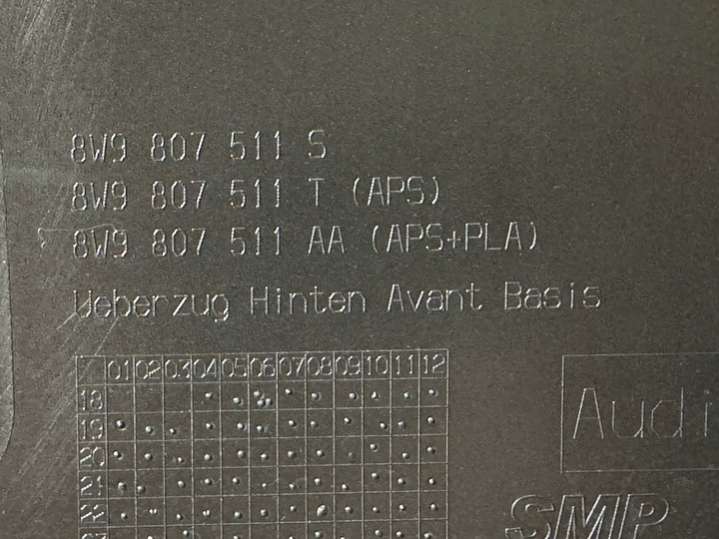 8W9 807 511 S
8W9 807 511 T (APS)
8W9 807 511 AA (APS+PLA)
Ueberzug Hinten Avant Basis
01 02 03 04 05 06 07 08 09 10 11 12
18
19
20
21
22
Audi
SMP